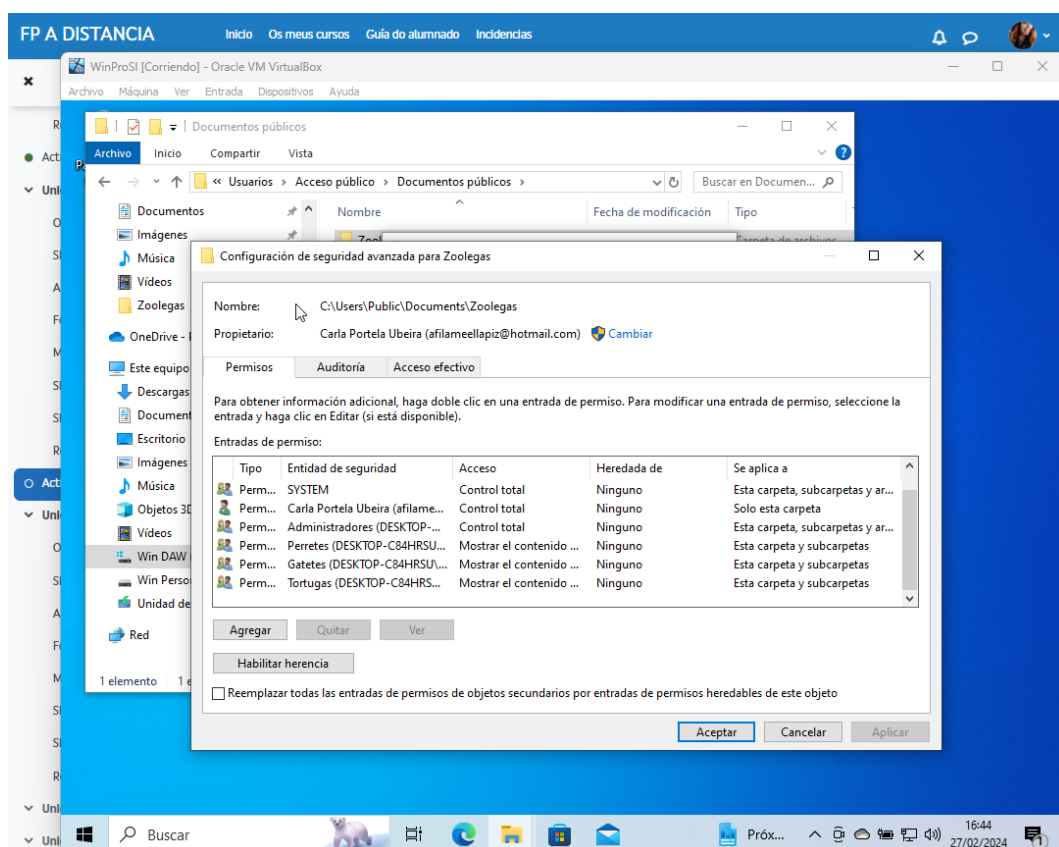 FP A DISTANCIA Inicio Os meus cursos Guía do alumnado Incidencias
WinProSI [Corriendo] - Oracle VM VirtualBox
Archivo Máquina Ver Entrada Dispositivos Ayuda
Documentos públicos
Archivo Inicio Compartir Vista
« Usuarios > Acceso público > Documentos públicos > Buscar en Documen...
Nombre Fecha de modificación Tipo
Documentos
Imágenes
Música
Vídeos
Zoolegas
OneDrive -
Este equipo
Descargas
Document
Escritorio
Imágenes
Música
Objetos 3D
Vídeos
Win DAW
Win Perso
Unidad de
Red
1 elemento
Configuración de seguridad avanzada para Zoolegas
Nombre: C:\Users\Public\Documents\Zoolegas
Propietario: Carla Portela Ubeira (afilameellapiz@hotmail.com) Cambiar
Permisos Auditoría Acceso efectivo
Para obtener información adicional, haga doble clic en una entrada de permiso. Para modificar una entrada de permiso, seleccione la
entrada y haga clic en Editar (si está disponible).
Entradas de permiso:
Tipo Entidad de seguridad Acceso Heredada de Se aplica a
Perm... SYSTEM Control total Ninguno Esta carpeta, subcarpetas y ar...
Perm... Carla Portela Ubeira (afilame... Control total Ninguno Solo esta carpeta
Perm... Administradores (DESKTOP-... Control total Ninguno Esta carpeta, subcarpetas y ar...
Perm... Perretes (DESKTOP-C84HRSU... Mostrar el contenido ... Ninguno Esta carpeta y subcarpetas
Perm... Gatetes (DESKTOP-C84HRSU\... Mostrar el contenido ... Ninguno Esta carpeta y subcarpetas
Perm... Tortugas (DESKTOP-C84HRS... Mostrar el contenido ... Ninguno Esta carpeta y subcarpetas
Agregar Quitar Ver
Habilitar herencia
Reemplazar todas las entradas de permisos de objetos secundarios por entradas de permisos heredables de este objeto
Aceptar Cancelar Aplicar
Buscar Próx... 16:44
27/02/2024